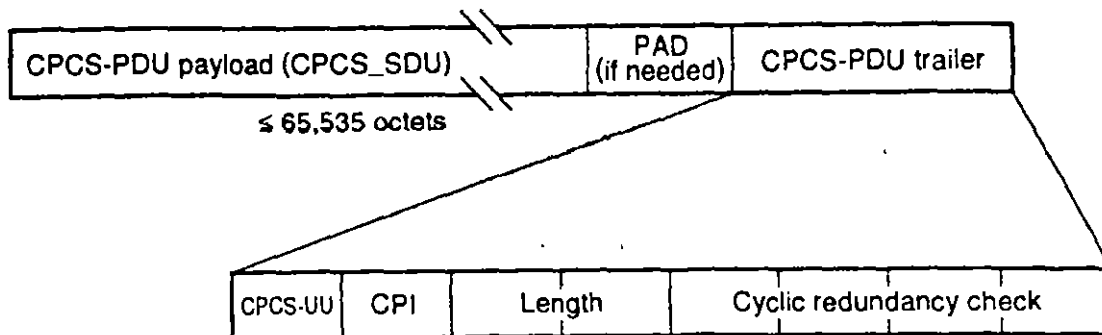 CPCS-PDU payload (CPCS_SDU)
PAD
(if needed)
CPCS-PDU trailer
≤ 65,535 octets
CPCS-UU
CPI
Length
Cyclic redundancy check